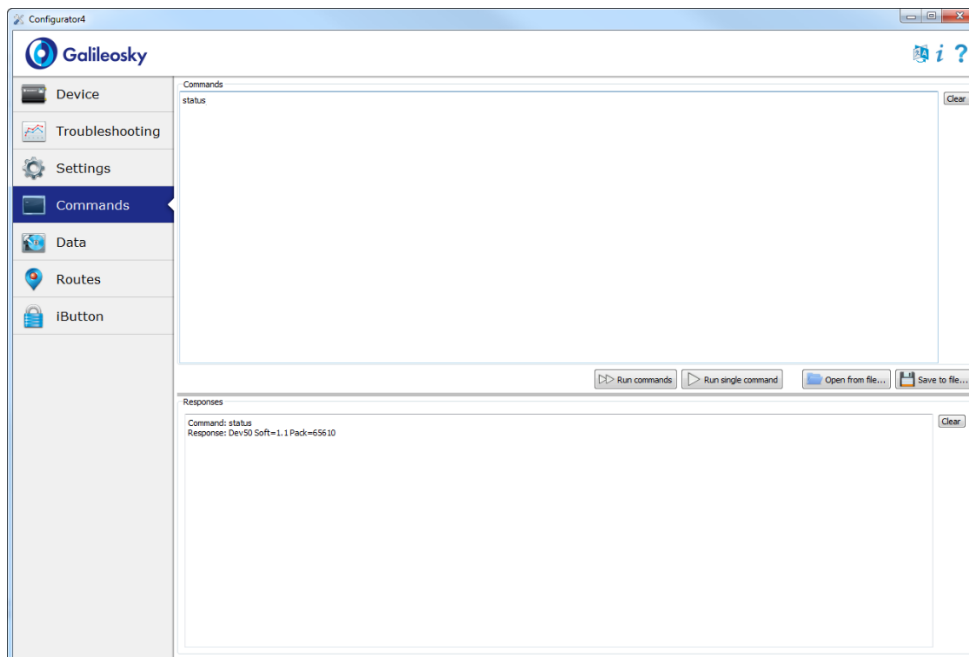 Configurator4
Galileosky
i ?
Device
Troubleshooting
Settings
Commands
Data
Routes
iButton
Commands
status
Clear
Run commands
Run single command
Open from file...
Save to file...
Responses
Command: status
Response: Dev50 Soft=1.1 Pack=65610
Clear